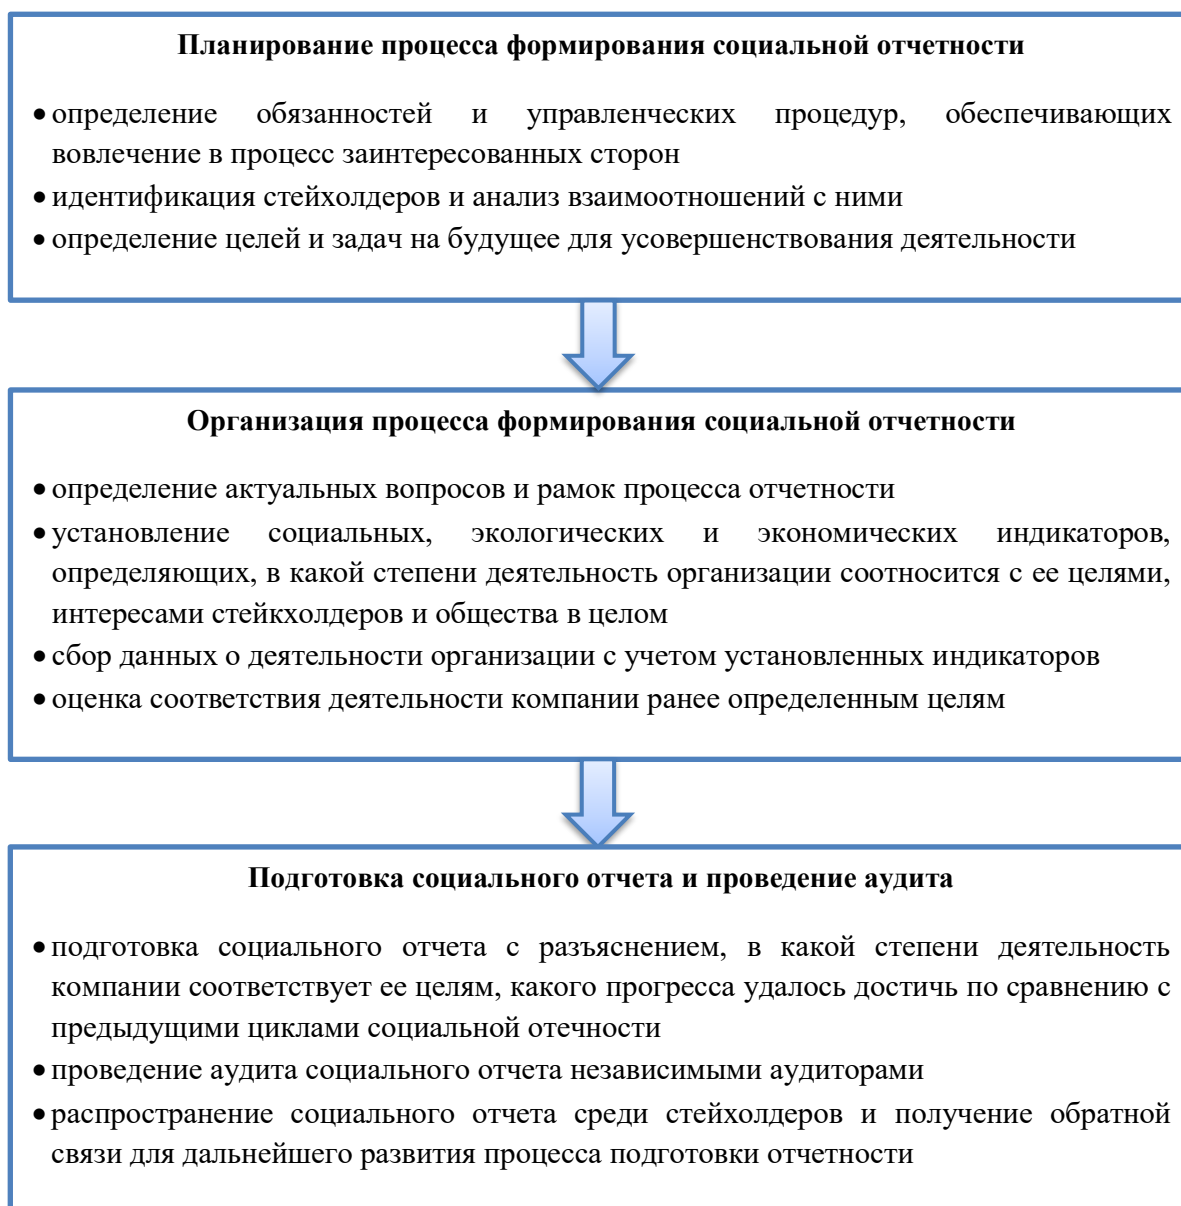 Планирование процесса формирования социальной отчетности
• определение обязанностей и управленческих процедур, обеспечивающих
вовлечение в процесс заинтересованных сторон
• идентификация стейхолдеров и анализ взаимоотношений с ними
• определение целей и задач на будущее для усовершенствования деятельности
Организация процесса формирования социальной отчетности
• определение актуальных вопросов и рамок процесса отчетности
• установление социальных, экологических и экономических индикаторов,
определяющих, в какой степени деятельность организации соотносится с ее целями,
интересами стейкхолдеров и общества в целом
• сбор данных о деятельности организации с учетом установленных индикаторов
• оценка соответствия деятельности компании ранее определенным целям
Подготовка социального отчета и проведение аудита
• подготовка социального отчета с разъяснением, в какой степени деятельность
компании соответствует ее целям, какого прогресса удалось достичь по сравнению с
предыдущими циклами социальной отечности
• проведение аудита социального отчета независимыми аудиторами
• распространение социального отчета среди стейхолдеров и получение обратной
связи для дальнейшего развития процесса подготовки отчетности